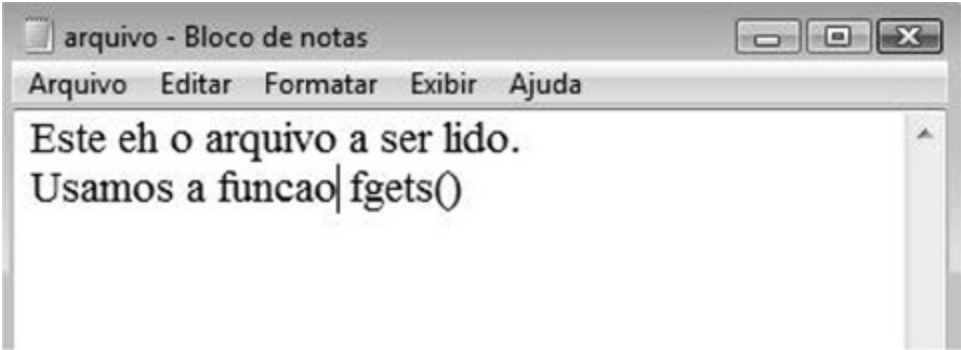 arquivo - Bloco de notas
Arquivo Editar Formatar Exibir Ajuda
Este eh o arquivo a ser lido.
Usamos a funcao fgets()